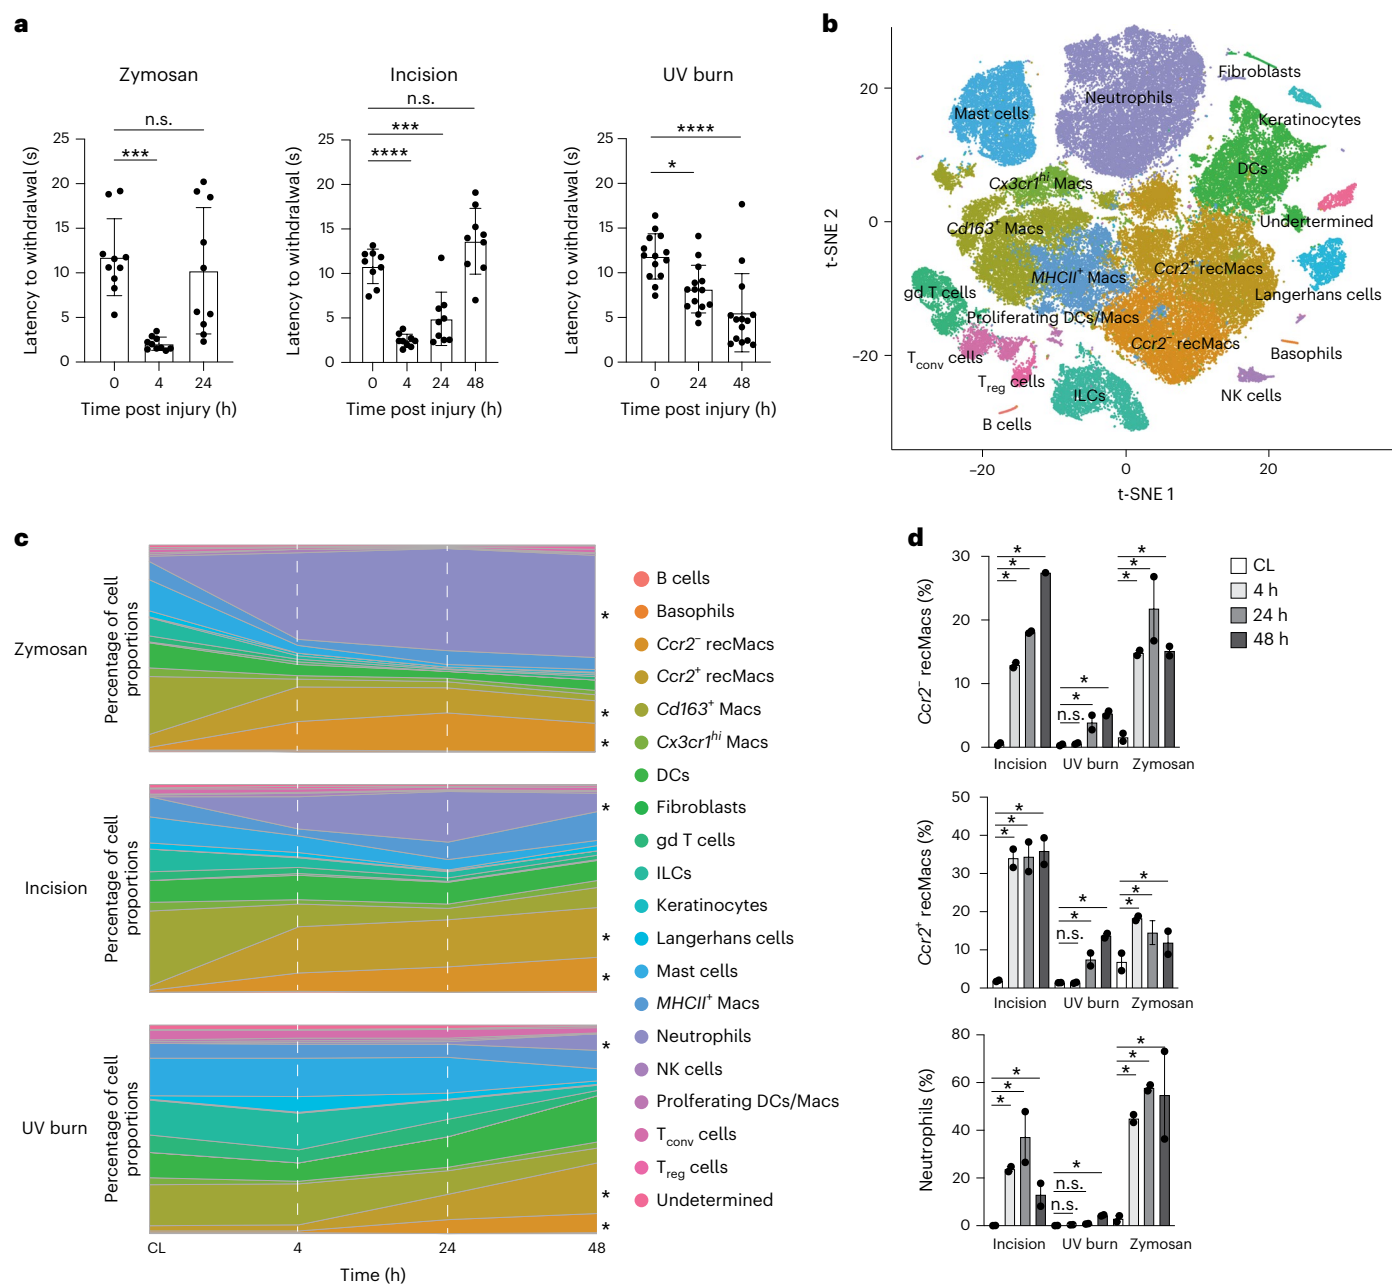 a
Zymosan
n.s.
***
Latency to withdralwal (s)
25
20
15
10
5
0
0 4 24
Time post injury (h)
Incision
n.s.
***
****
Latency to withdralwal (s)
25
20
15
10
5
0
0 4 24 48
Time post injury (h)
UV burn
****
*
Latency to withdralwal (s)
25
20
15
10
5
0
0 24 48
Time post injury (h)
b
t-SNE 2
20
0
−20
−20 0 20
t-SNE 1
Fibroblasts
Neutrophils
Mast cells
Keratinocytes
DCs
Cx3cr1hi Macs
Undertermined
Cd163+ Macs
MHCII+ Macs
Ccr2+ recMacs
gd T cells
Langerhans cells
Proliferating DCs/Macs
Ccr2− recMacs
Basophils
Tconv cells
Treg cells
NK cells
ILCs
B cells
c
Zymosan
Percentage of cell
proportions
*
*
*
Incision
Percentage of cell
proportions
*
*
*
UV burn
Percentage of cell
proportions
*
*
*
CL 4 24 48
Time (h)
B cells
Basophils
Ccr2− recMacs
Ccr2+ recMacs
Cd163+ Macs
Cx3cr1hi Macs
DCs
Fibroblasts
gd T cells
ILCs
Keratinocytes
Langerhans cells
Mast cells
MHCII+ Macs
Neutrophils
NK cells
Prolferating DCs/Macs
Tconv cells
Treg cells
Undetermined
d
Ccr2− recMacs (%)
30
20
10
0
*
*
*
*
*
n.s.
*
*
*
Incision UV burn Zymosan
CL
4 h
24 h
48 h
Ccr2+ recMacs (%)
50
40
30
20
10
0
*
*
*
*
*
n.s.
*
*
*
Incision UV burn Zymosan
Neutrophils (%)
80
60
40
20
0
*
*
*
*
n.s.
n.s.
*
*
*
Incision UV burn Zymosan